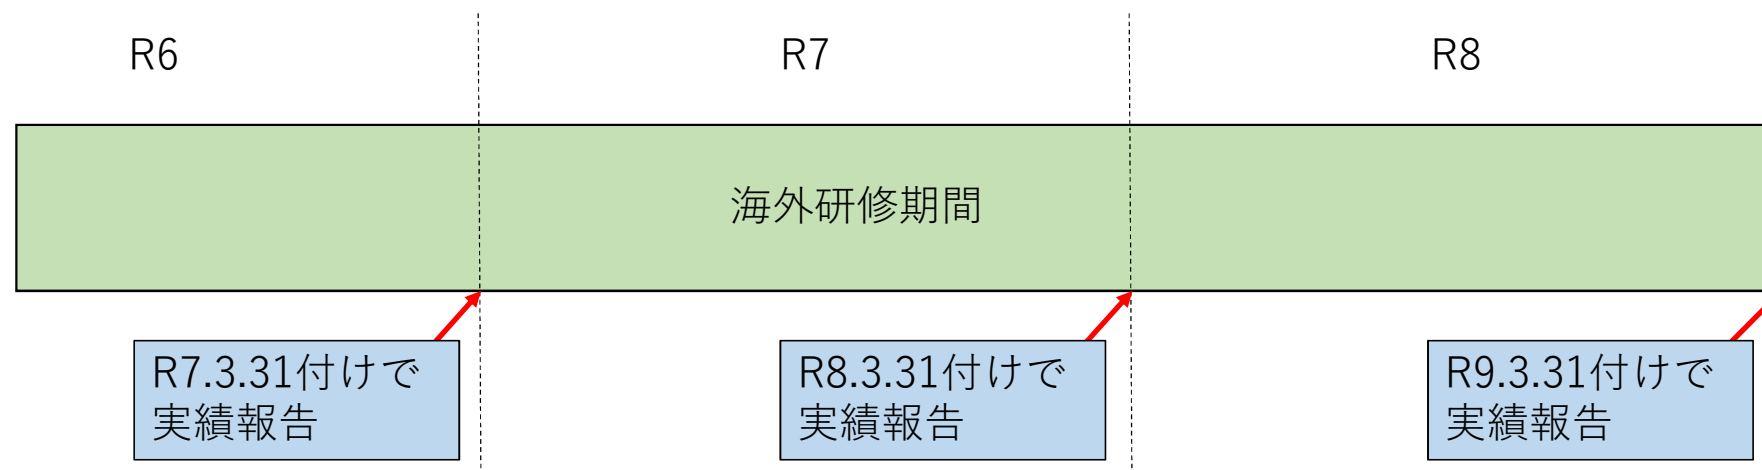 R6
R7
R8
海外研修期間
R7.3.31付けで
実績報告
R8.3.31付けで
実績報告
R9.3.31付けで
実績報告